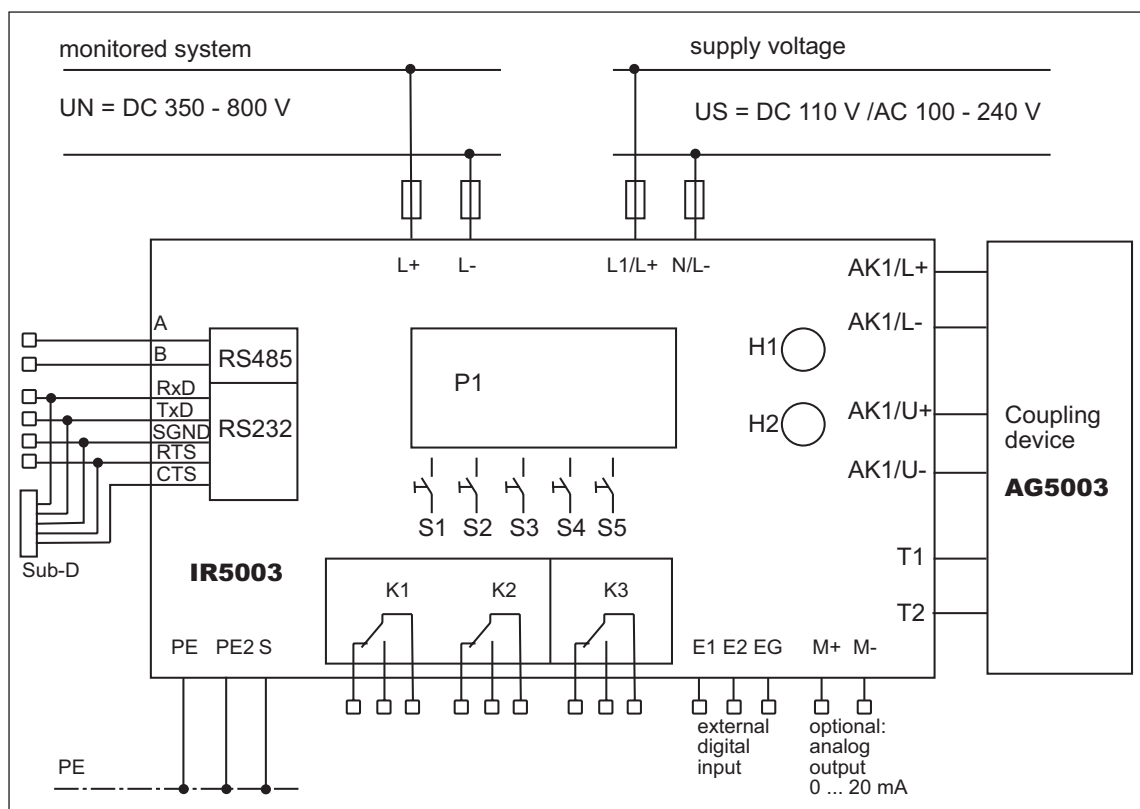 monitored system
supply voltage
UN = DC 350 - 800 V
US = DC 110 V /AC 100 - 240 V
L+
L-
L1/L+
N/L-
AK1/L+
AK1/L-
AK1/U+
AK1/U-
T1
T2
A
B
RS485
RxD
TxD
SGND
RTS
CTS
RS232
Sub-D
P1
H1
H2
Coupling
device
AG5003
S1 S2 S3 S4 S5
IR5003
K1
K2
K3
PE
PE2
S
E1 E2 EG
M+ M-
external
digital
input
optional:
analog
output
0 ... 20 mA
PE